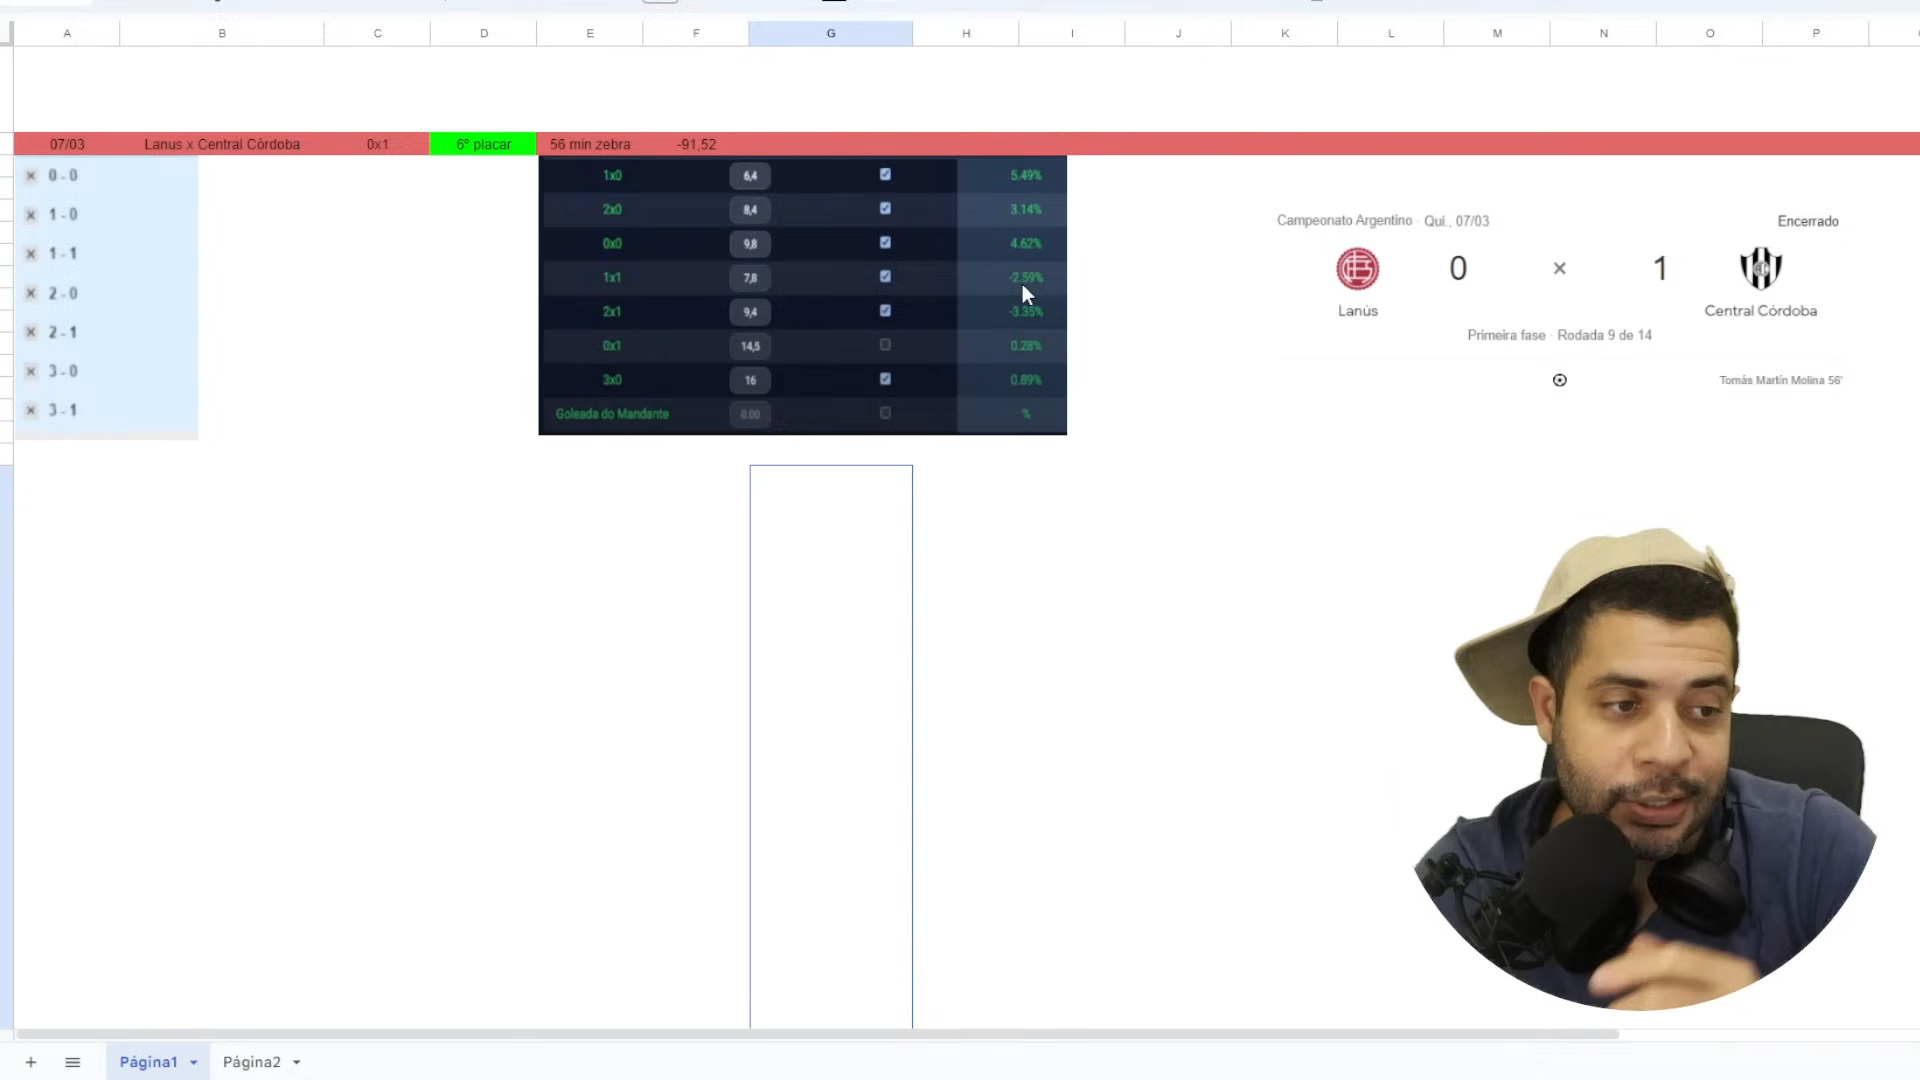 A B C D E F G H I J K L M N O P
07/03 Lanus x Central Córdoba 0x1 6º placar 56 min zebra -91,52
0 - 0
1 - 0
1 - 1
2 - 0
2 - 1
3 - 0
3 - 1
1x0 6,4 5.49%
2x0 8,4 3.14%
0x0 9,8 4.62%
1x1 7,8 -2.59%
2x1 9,4 -3.35%
0x1 14,5 0.28%
3x0 16 0.89%
Goleada do Mandante 0.00 %
Campeonato Argentino · Qui., 07/03 Encerrado
0 × 1
Lanús Central Córdoba
Primeira fase · Rodada 9 de 14
Tomás Martín Molina 56'
Página1 Página2